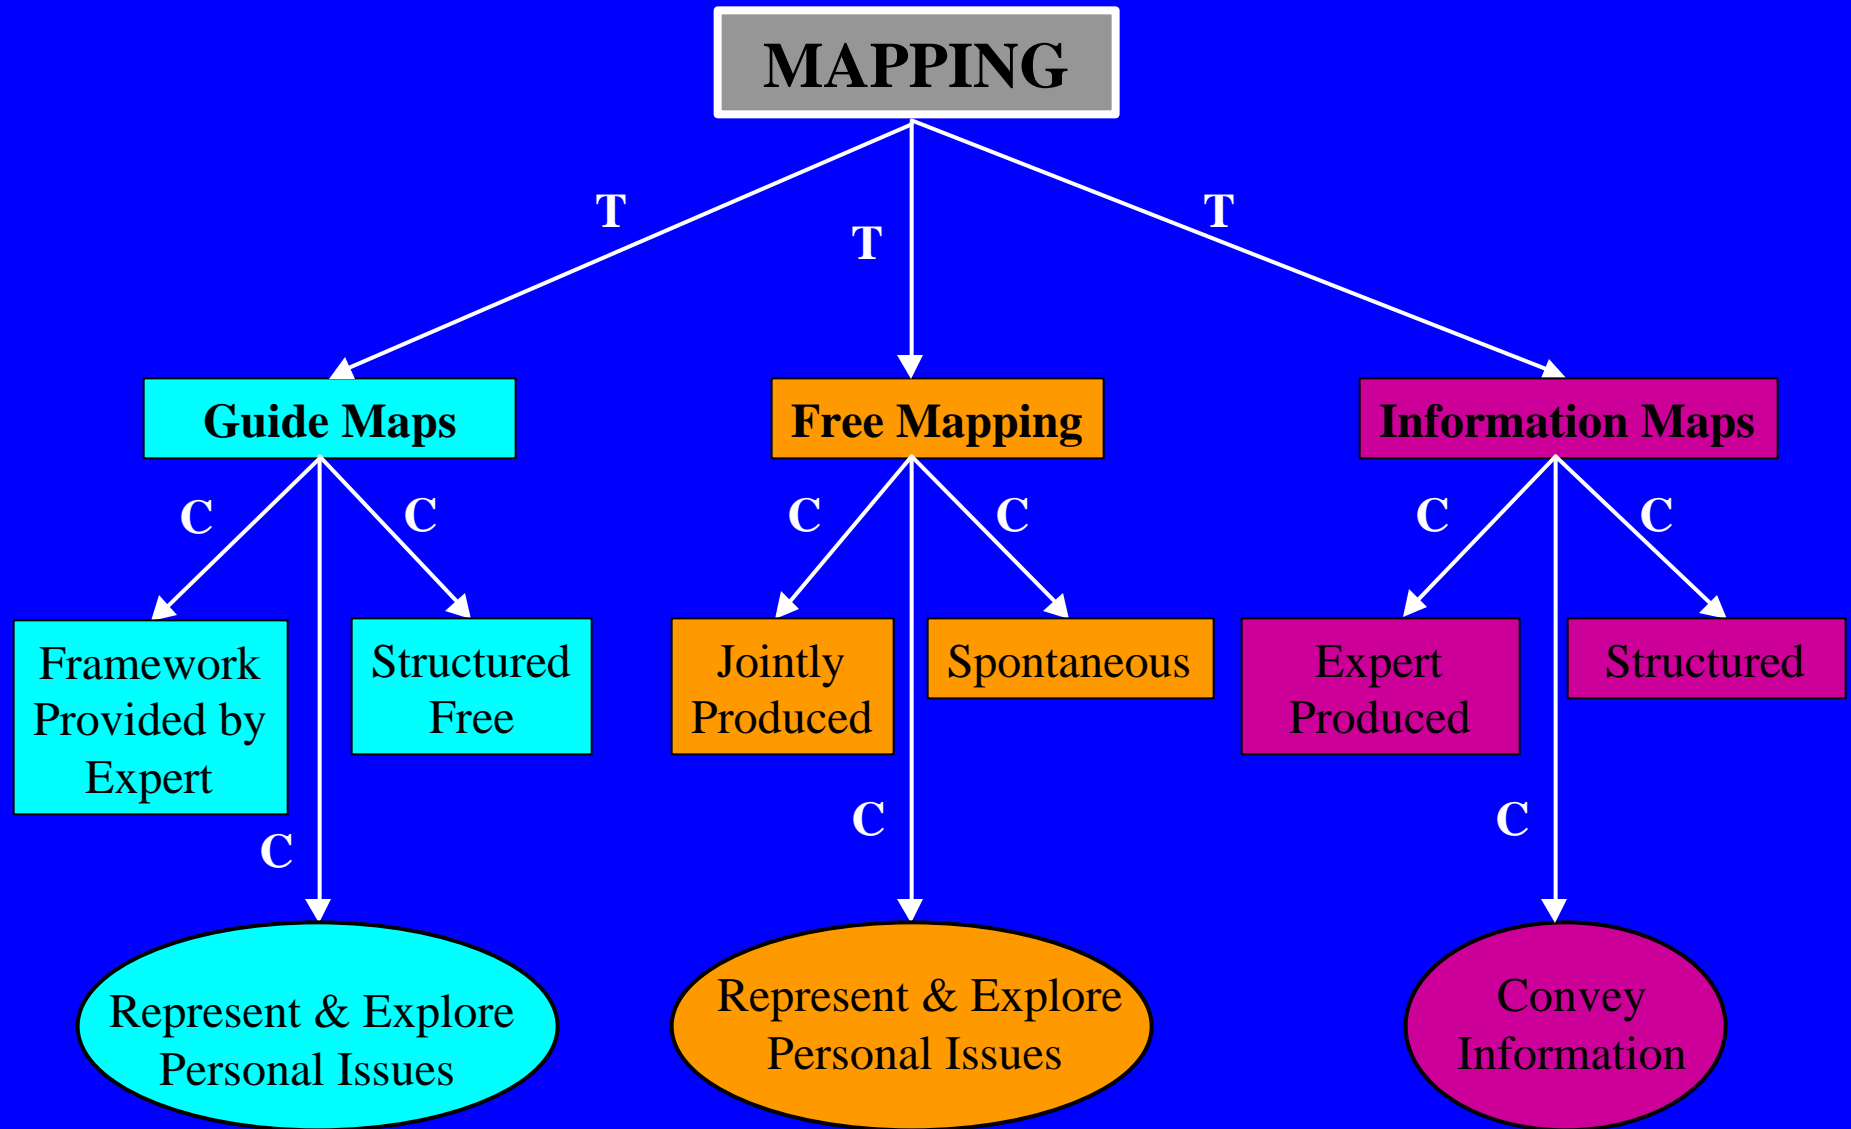 MAPPING
T
T
T
Guide Maps
Free Mapping
Information Maps
C
C
C
C
C
C
Framework
Provided by
Expert
Structured
Free
Jointly
Produced
Spontaneous
Expert
Produced
Structured
C
C
C
Represent & Explore
Personal Issues
Represent & Explore
Personal Issues
Convey
Information